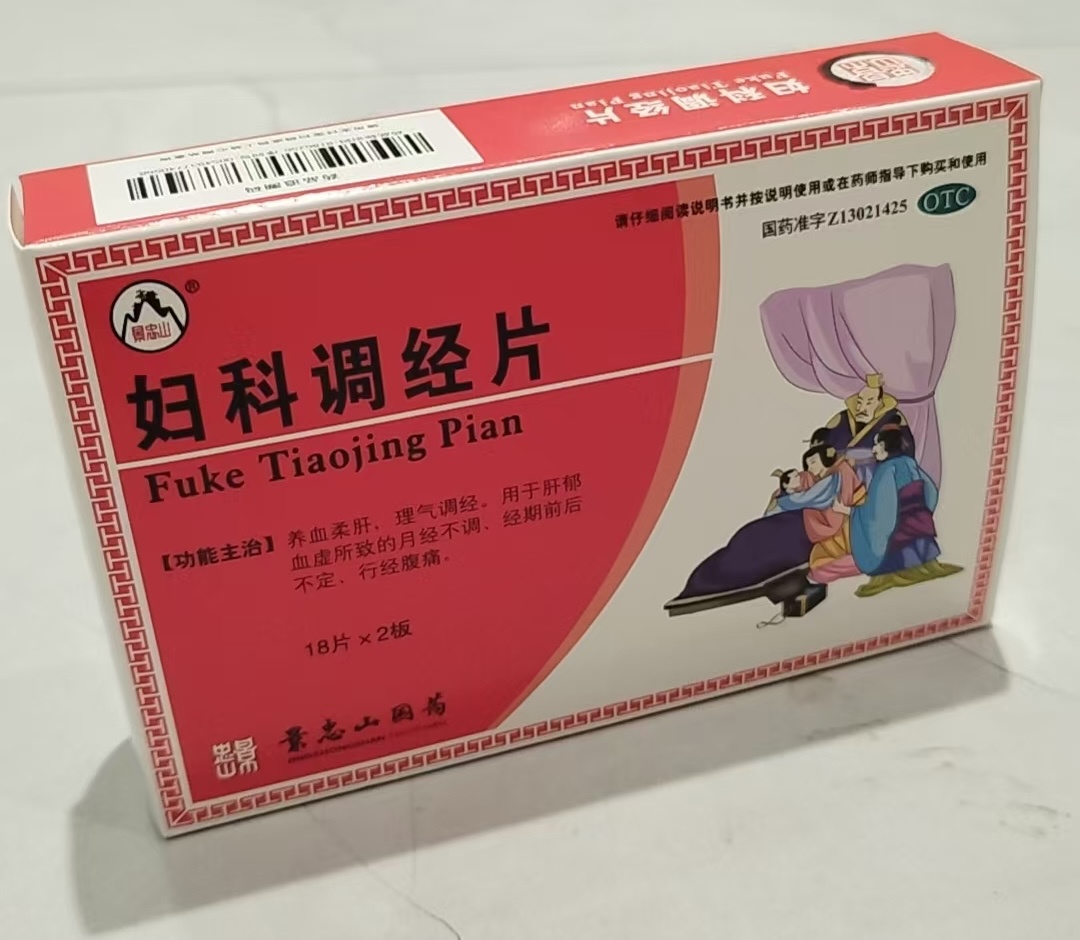 妇科调经片
Fuke Tiaojing Pian
请仔细阅读说明书并按说明使用或在药师指导下购买和使用
国药准字Z13021425
OTC
景忠山
®
妇科调经片
Fuke Tiaojing Pian
【功能主治】养血柔肝，理气调经。用于肝郁
血虚所致的月经不调、经期前后
不定、行经腹痛。
18片×2板
景忠山国药
JINGZHONGSHAN